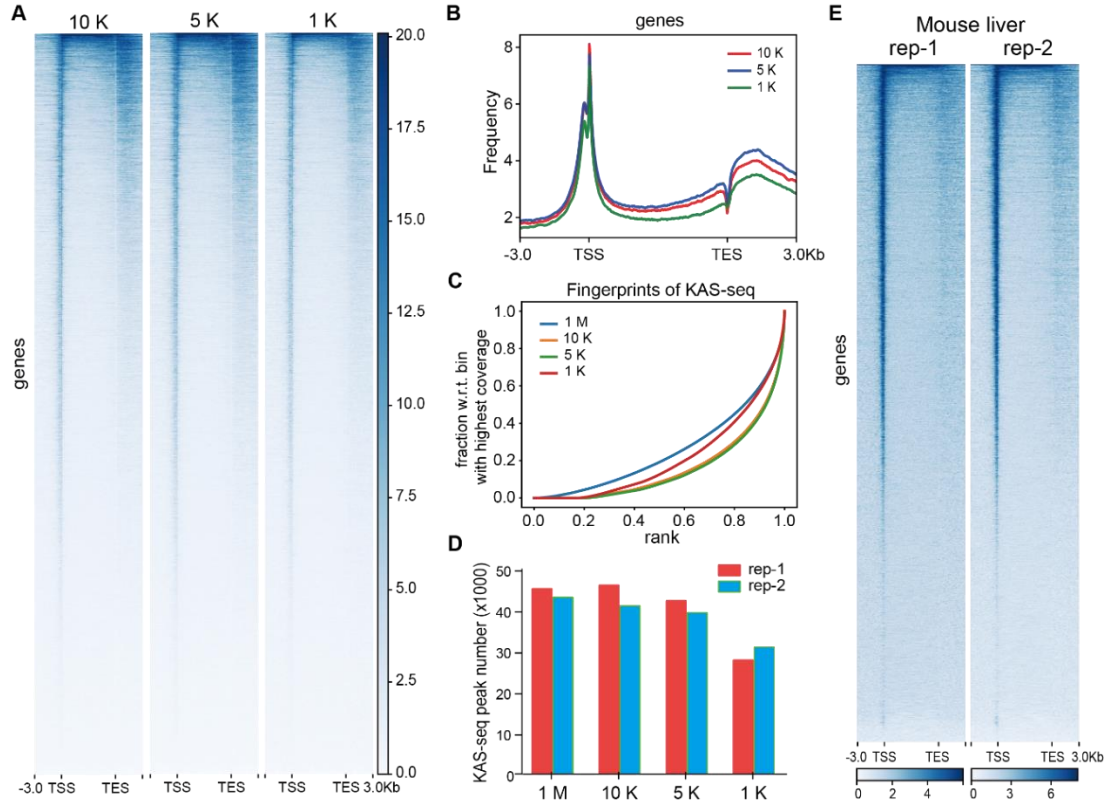 A
10 K 5 K 1 K
20.0
17.5
15.0
12.5
10.0
7.5
5.0
2.5
0.0
genes
-3.0 TSS TES TSS TES TSS TES 3.0Kb
B
genes
Frequency
8
6
4
2
10 K
5 K
1 K
-3.0 TSS TES 3.0Kb
C
Fingerprints of KAS-seq
fraction w.r.t. bin
with highest coverage
1.0
0.8
0.6
0.4
0.2
0.0
1 M
10 K
5 K
1 K
0.0 0.2 0.4 0.6 0.8 1.0
rank
D
KAS-seq peak number (x1000)
50
40
30
20
10
0
rep-1
rep-2
1 M 10 K 5 K 1 K
E
Mouse liver
rep-1 rep-2
genes
-3.0 TSS TES TSS TES 3.0Kb
0 2 4 6 0 3 6